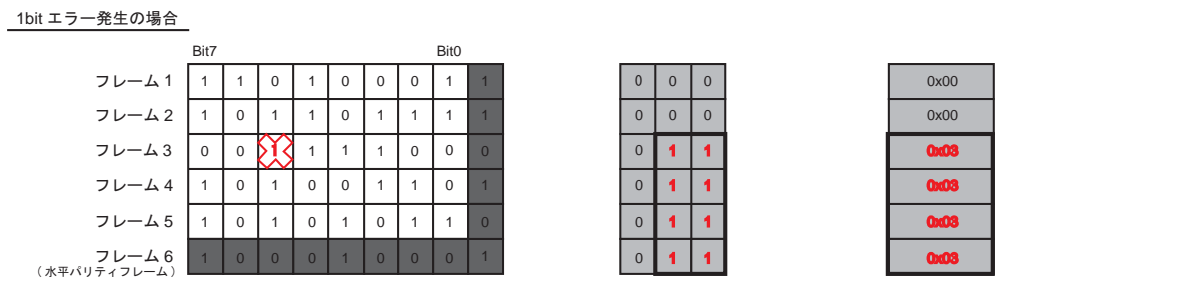 1bit エラー発生の場合
Bit7 Bit0
フレーム 1 1 1 0 1 0 0 0 1 1 0 0 0 0x00
フレーム 2 1 0 1 1 0 1 1 1 1 0 0 0 0x00
フレーム 3 0 0 1 1 1 1 0 0 0 0 1 1 0x03
フレーム 4 1 0 1 0 0 1 1 0 1 0 1 1 0x03
フレーム 5 1 0 1 0 1 0 1 1 0 0 1 1 0x03
フレーム 6 1 0 0 0 1 0 0 0 1 0 1 1 0x03
（水平パリティフレーム）